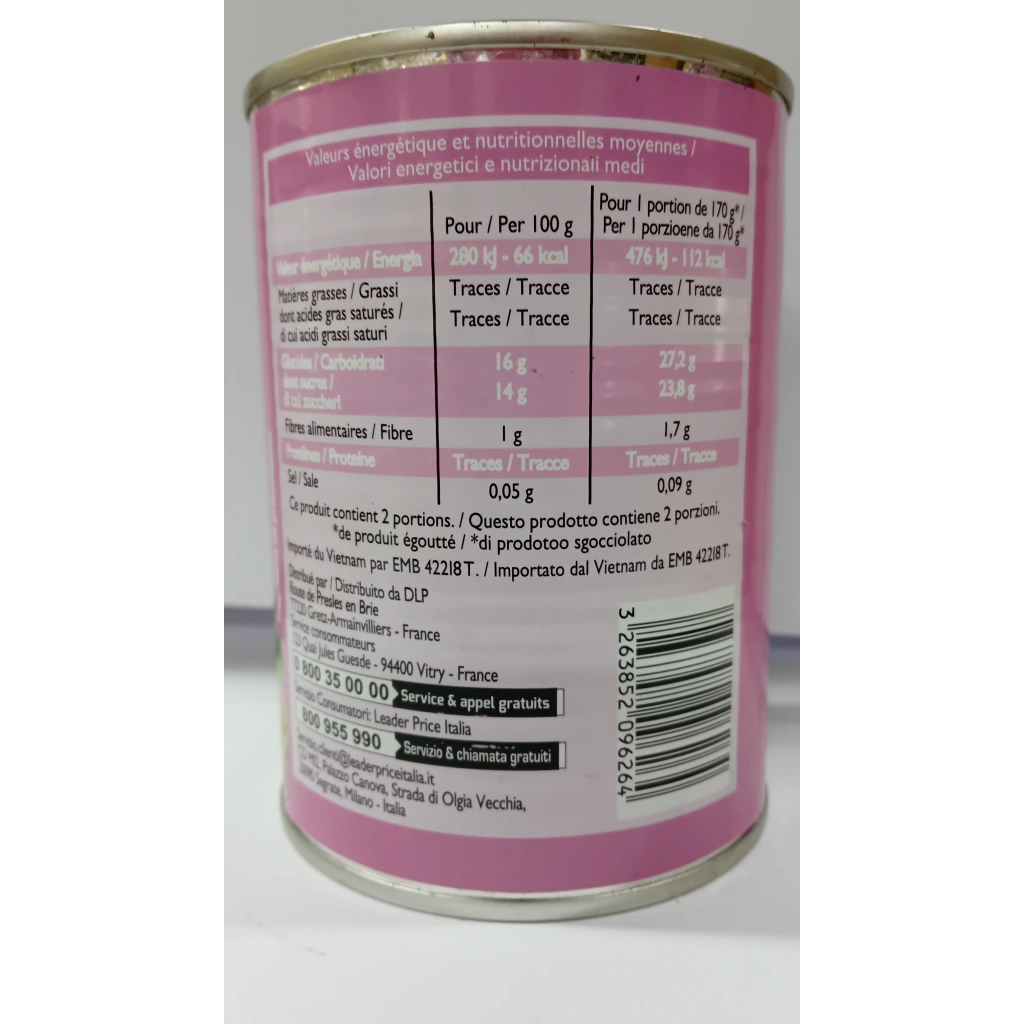 Valeurs énergétique et nutritionnelles moyennes /
Valori energetici e nutrizionali medi
Pour / Per 100 g
Pour 1 portion de 170 g* /
Per 1 porzioene da 170 g*
Valeur énergétique / Energia 280 kJ - 66 kcal 476 kJ - 112 kcal
Matières grasses / Grassi Traces / Tracce Traces / Tracce
dont acides gras saturés / Traces / Tracce Traces / Tracce
di cui acidi grassi saturi
Glucides / Carboidrati 16 g 27,2 g
dont sucres / 14 g 23,8 g
di cui zuccheri
Fibres alimentaires / Fibre 1 g 1,7 g
Protéines / Proteine Traces / Tracce Traces / Tracce
Sel / Sale 0,05 g 0,09 g
Ce produit contient 2 portions. / Questo prodotto contiene 2 porzioni.
*de produit égoutté / *di prodotoo sgocciolato
Importé du Vietnam par EMB 42218 T. / Importato dal Vietnam da EMB 42218 T.
Distribué par / Distribuito da DLP
Route de Presles en Brie
77220 Gretz-Armainvilliers - France
Service consommateurs
123 Quai Jules Guesde - 94400 Vitry - France
0 800 35 00 00 Service & appel gratuits
Servizio Consumatori: Leader Price Italia
800 955 990 Servizio & chiamata gratuiti
servizio.clienti@leaderpriceitalia.it
Palazzo Canova, Strada di Olgia Vecchia,
Segrate, Milano - Italia
3 263852 096264